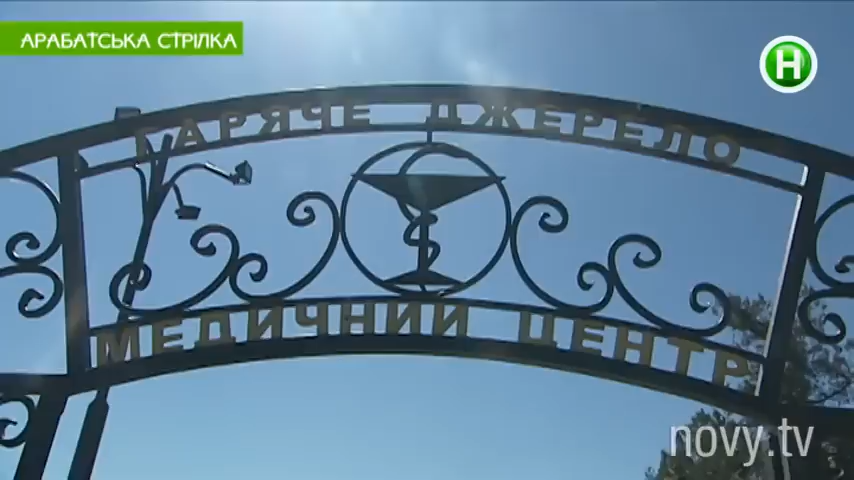 АРАБАТСЬКА СТРІЛКА
Н
ГАРЯЧЕ ДЖЕРЕЛО
МЕДИЧНИЙ ЦЕНТР
novy.tv